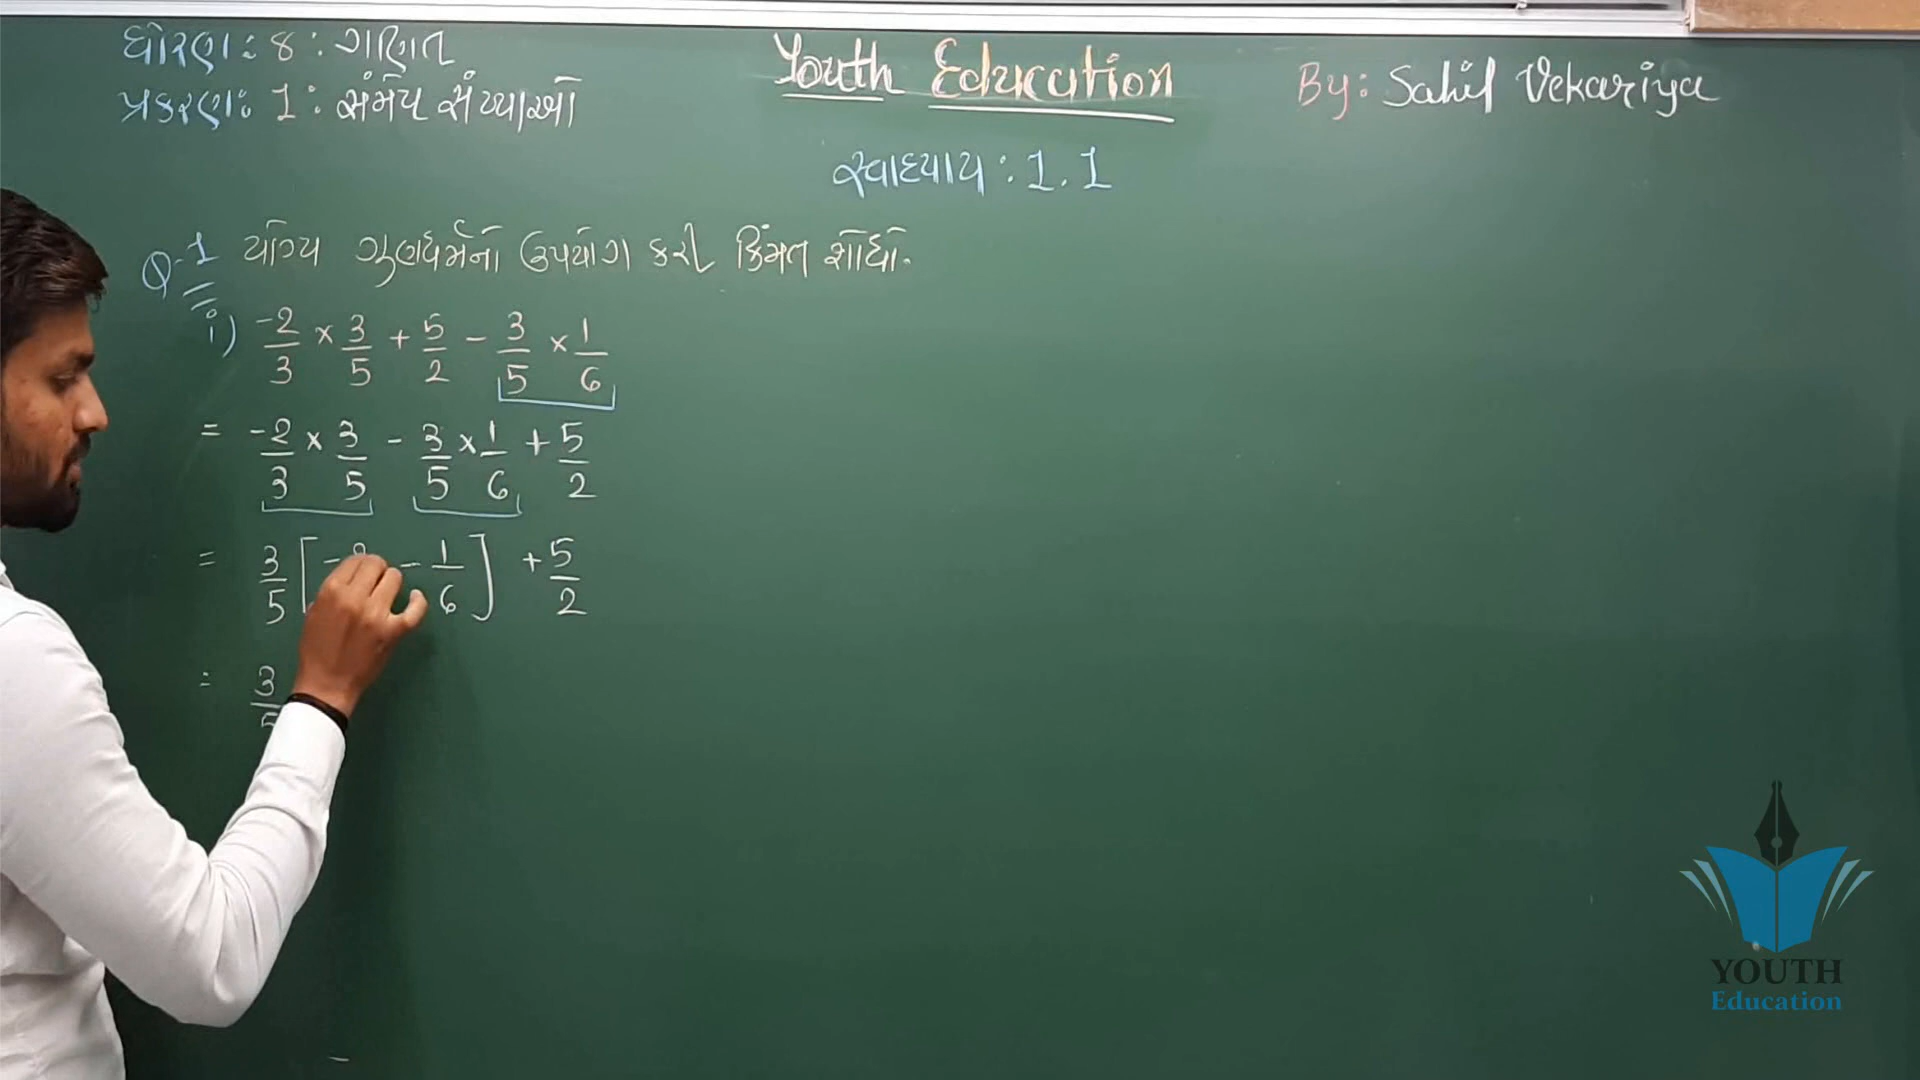 ધોરણ : ૪ : ગણિત
પ્રકરણ : 1 : સંમેય સંખ્યાઓ
Youth Education
By: Sahil Vekariya
સ્વાધ્યાય : 1.1
Q-1 યોગ્ય ગુણધર્મનો ઉપયોગ કરી કિંમત શોધો.
i) -2/3 × 3/5 + 5/2 - 3/5 × 1/6
= -2/3 × 3/5 - 3/5 × 1/6 + 5/2
= 3/5 [ - - 1/6 ] + 5/2
= 3/5
YOUTH
Education